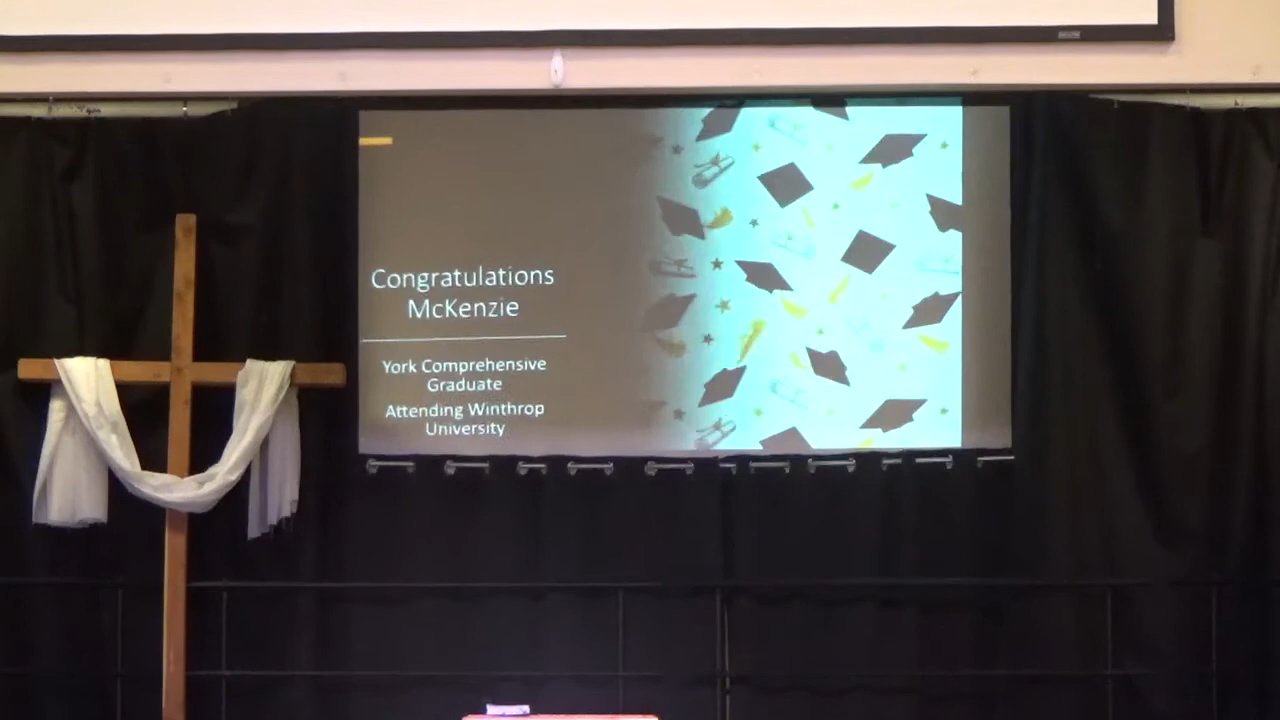 Congratulations
McKenzie
York Comprehensive
Graduate
Attending Winthrop
University